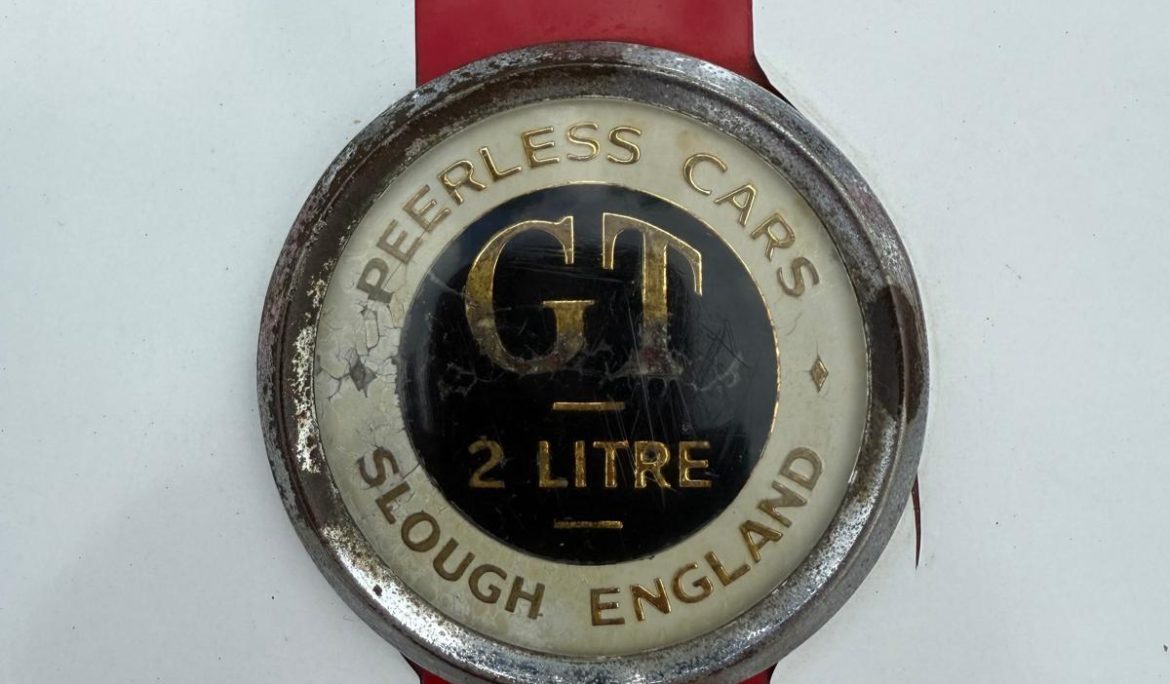 PEERLESS CARS
GT
2 LITRE
SLOUGH ENGLAND